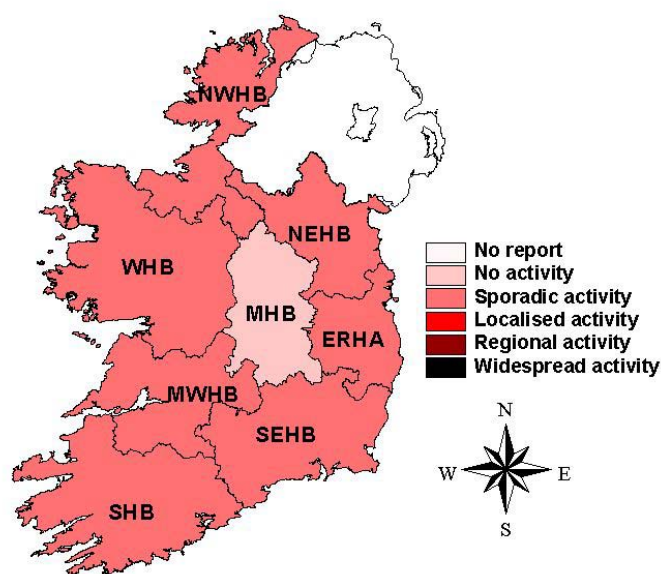 NWHB
NEHB
WHB
MHB
ERHA
MWHB
SEHB
SHB
No report
No activity
Sporadic activity
Localised activity
Regional activity
Widespread activity
N
W E
S